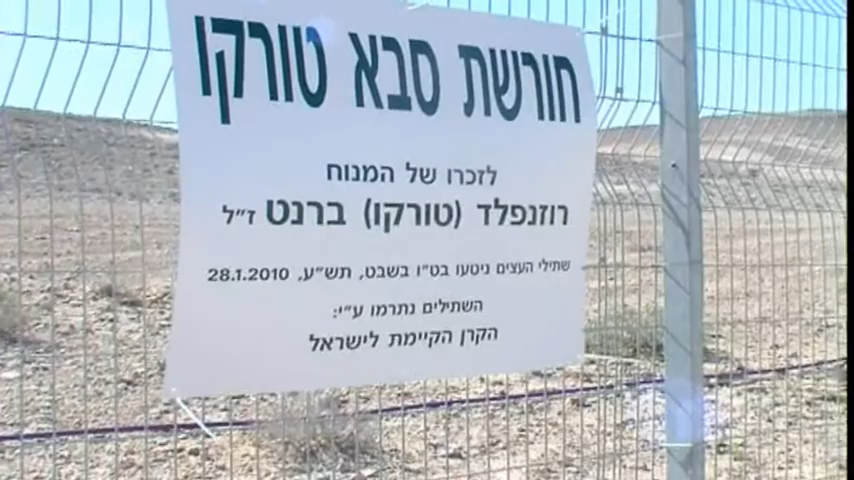 חורשת סבא טורקו
לזכרו של המנוח
רוזנפלד (טורקו) ברנט ז״ל
שתילי העצים ניטעו בט״ו בשבט, תש״ע, 28.1.2010
השתילים נתרמו ע״י:
הקרן הקיימת לישראל